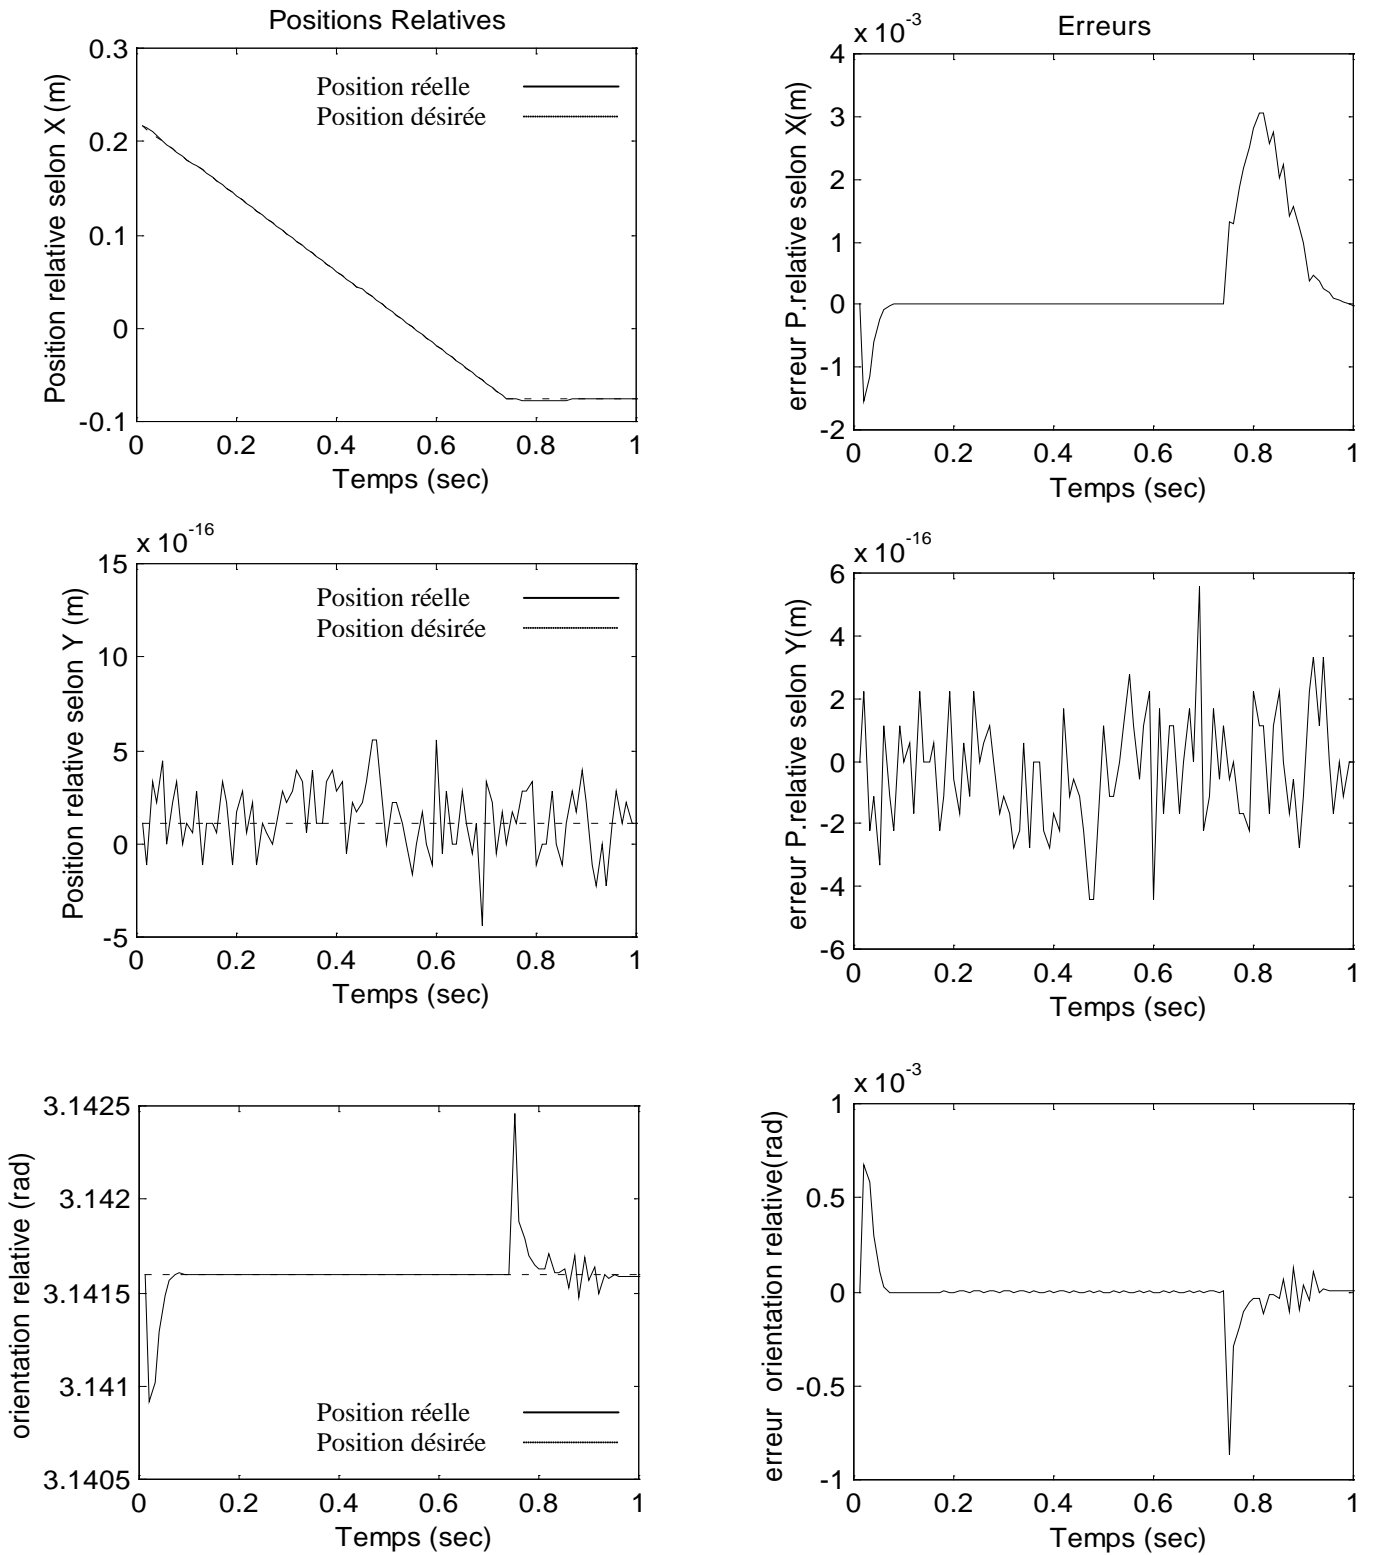 Positions Relatives
0.3
0.2
0.1
0
-0.1
Position relative selon X (m)
Position réelle
Position désirée
0 0.2 0.4 0.6 0.8 1
Temps (sec)
Erreurs
x 10-3
4
3
2
1
0
-1
-2
erreur P.relative selon X(m)
0 0.2 0.4 0.6 0.8 1
Temps (sec)
x 10-16
15
10
5
0
-5
Position relative selon Y (m)
Position réelle
Position désirée
0 0.2 0.4 0.6 0.8 1
Temps (sec)
x 10-16
6
4
2
0
-2
-4
-6
erreur P.relative selon Y(m)
0 0.2 0.4 0.6 0.8 1
Temps (sec)
3.1425
3.142
3.1415
3.141
3.1405
orientation relative (rad)
Position réelle
Position désirée
0 0.2 0.4 0.6 0.8 1
Temps (sec)
x 10-3
1
0.5
0
-0.5
-1
erreur orientation relative(rad)
0 0.2 0.4 0.6 0.8 1
Temps (sec)